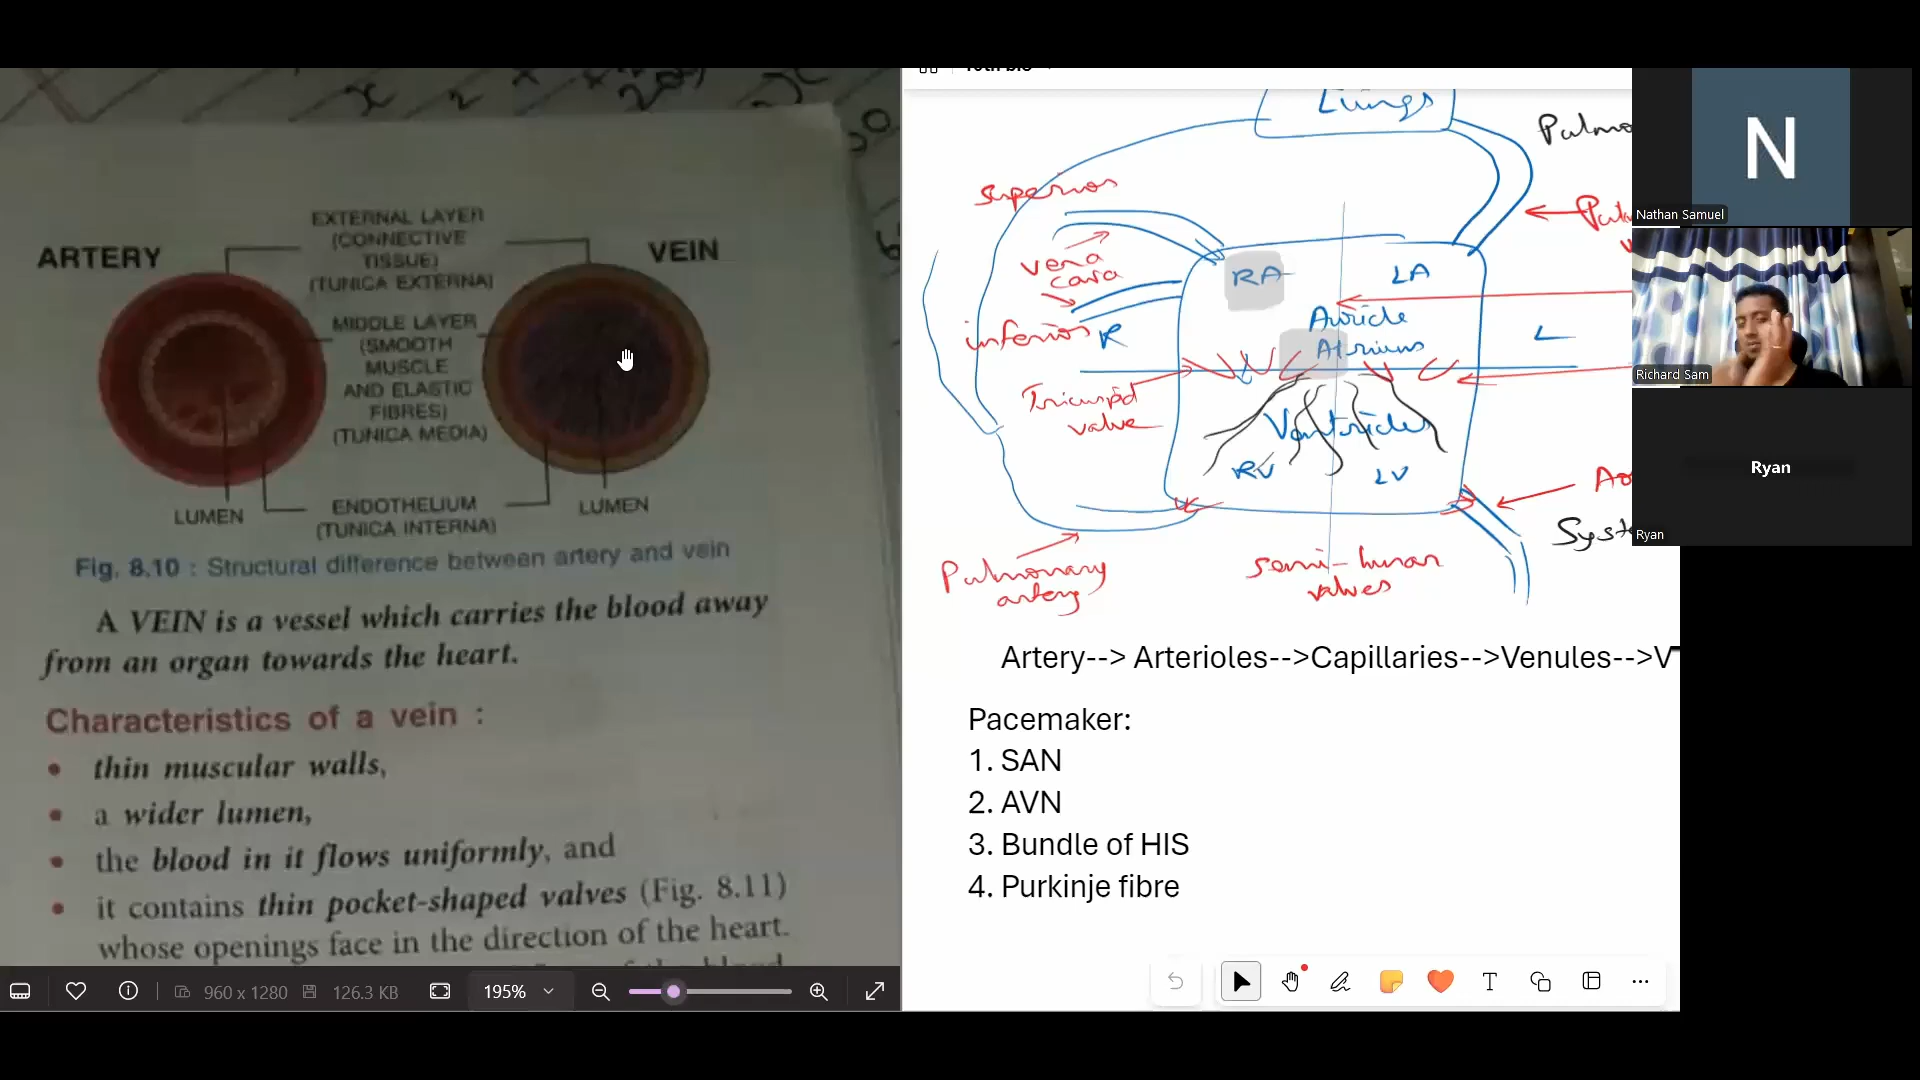 ARTERY
EXTERNAL LAYER
(CONNECTIVE
TISSUE)
(TUNICA EXTERNA)
VEIN
MIDDLE LAYER
(SMOOTH
MUSCLE
AND ELASTIC
FIBRES)
(TUNICA MEDIA)
LUMEN
ENDOTHELIUM
(TUNICA INTERNA)
LUMEN
Fig. 8.10 : Structural difference between artery and vein
A VEIN is a vessel which carries the blood away
from an organ towards the heart.
Characteristics of a vein :
• thin muscular walls,
• a wider lumen,
• the blood in it flows uniformly, and
• it contains thin pocket-shaped valves (Fig. 8.11)
whose openings face in the direction of the heart.
960 x 1280
126.3 KB
195%
Lungs
superior
vena
cava
inferior
R
RA
LA
Auricle
Atriums
L
Tricuspid
valve
Ventricles
RV
LV
Pulmonary
artery
semi-lunar
valves
Artery--> Arterioles-->Capillaries-->Venules-->V
Pacemaker:
1. SAN
2. AVN
3. Bundle of HIS
4. Purkinje fibre
T
N
Nathan Samuel
Richard Sam
Ryan
Ryan